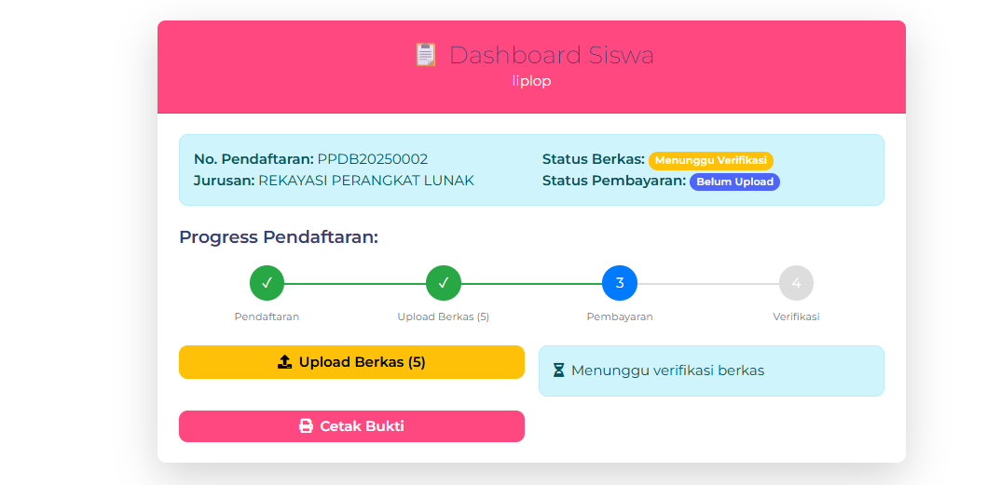 Dashboard Siswa
liplop
No. Pendaftaran: PPDB20250002
Status Berkas: Menunggu Verifikasi
Jurusan: REKAYASI PERANGKAT LUNAK
Status Pembayaran: Belum Upload
Progress Pendaftaran:
✓ ✓ 3 4
Pendaftaran Upload Berkas (5) Pembayaran Verifikasi
Upload Berkas (5)
Menunggu verifikasi berkas
Cetak Bukti